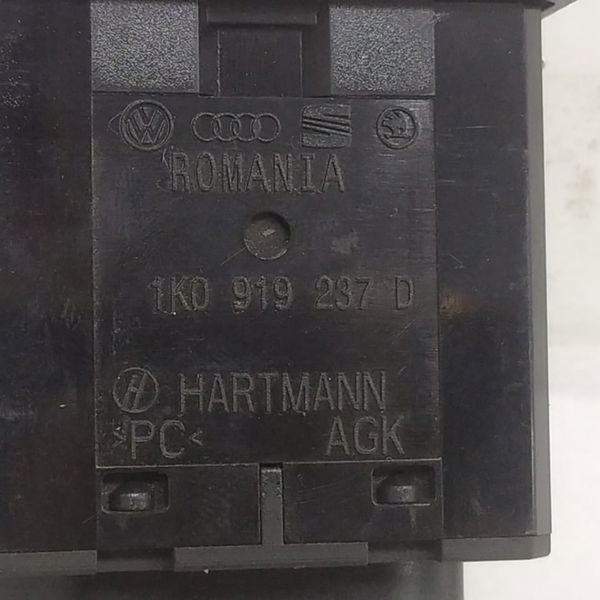 ROMANIA
1K0 919 237 D
H HARTMANN
>PC< AGK